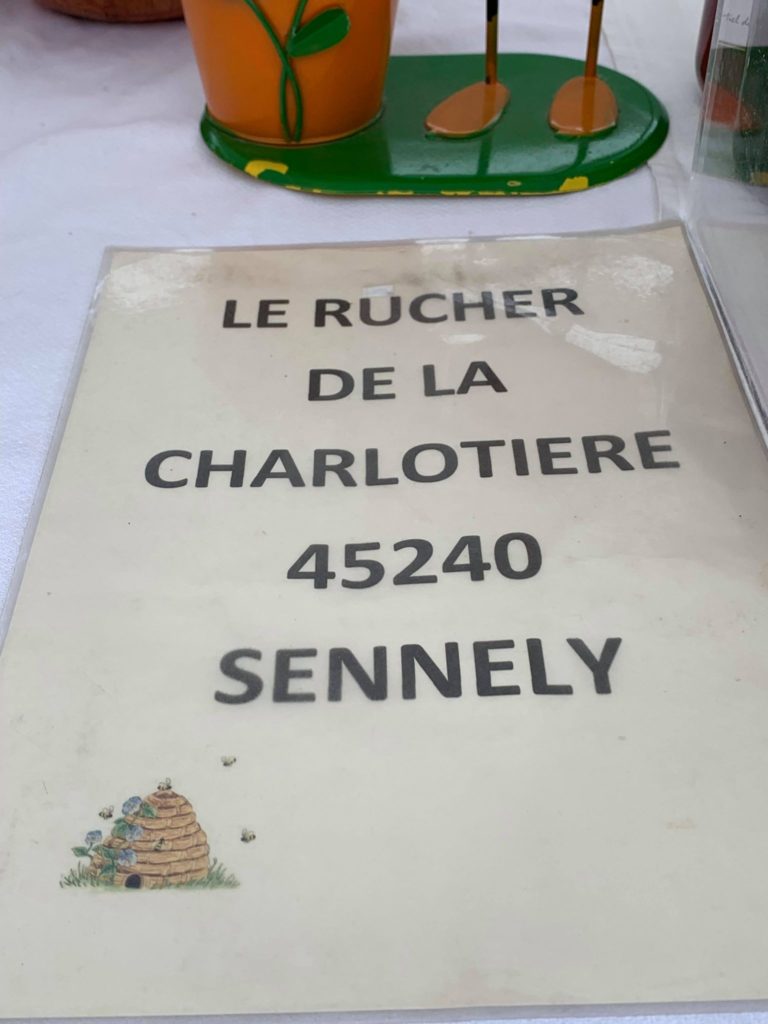 LE RUCHER
DE LA
CHARLOTIERE
45240
SENNELY